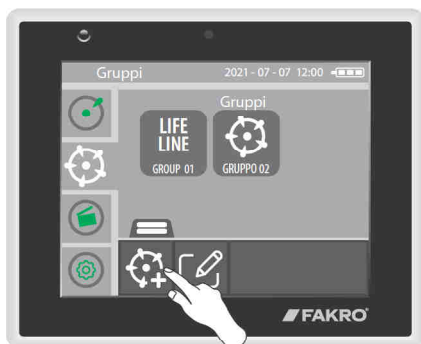 Gruppi
2021 - 07 - 07 12:00
Gruppi
LIFE
LINE
GROUP 01
GRUPPO 02
FAKRO